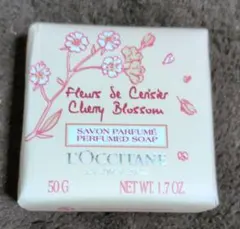 Fleurs de Cerisier
Cherry Blossom
SAVON PARFUMÉ
PERFUMED SOAP
L'OCCITANE
50 G NET WT. 1.7 OZ.